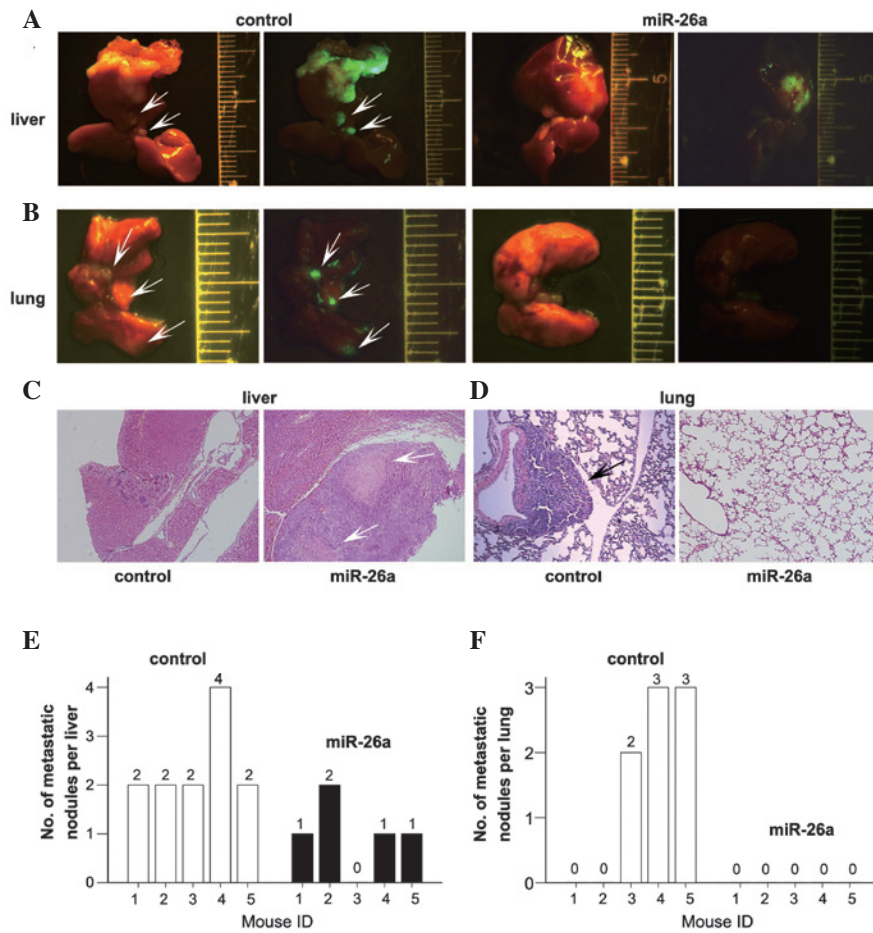 A
control
miR-26a
liver
5
5
B
lung
C
liver
D
lung
control
miR-26a
control
miR-26a
E
control
miR-26a
No. of metastatic
nodules per liver
4
3
2
1
0
2 2 2 4 2 1 2 0 1 1
1 2 3 4 5 1 2 3 4 5
Mouse ID
F
control
miR-26a
No. of metastatic
nodules per lung
3
2
1
0
0 0 2 3 3 0 0 0 0 0
1 2 3 4 5 1 2 3 4 5
Mouse ID